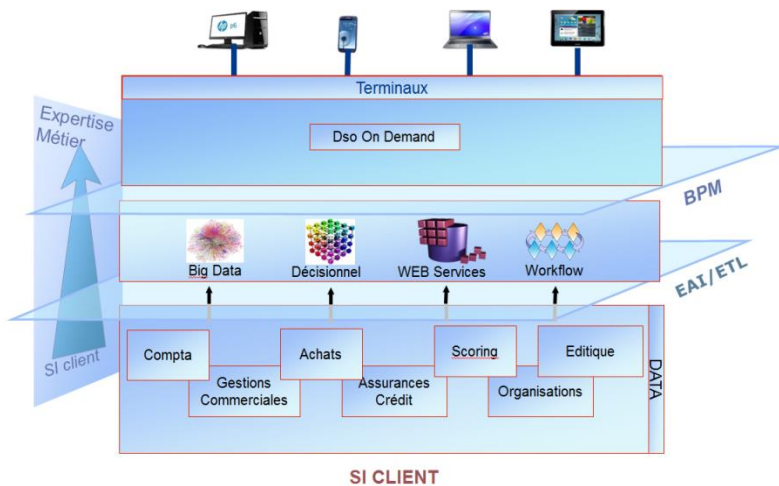 Terminaux
Expertise
Métier
Dso On Demand
BPM
Big Data
Décisionnel
WEB Services
Workflow
EAI/ETL
SI client
Compta
Achats
Scoring
Editique
Gestions
Commerciales
Assurances
Crédit
Organisations
DATA
SI CLIENT